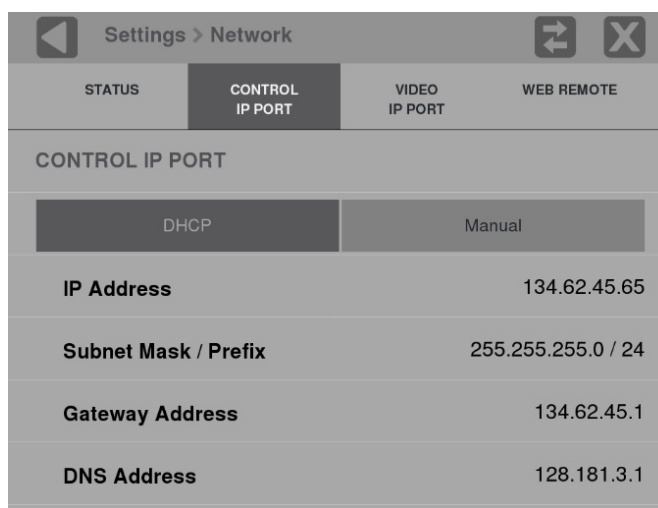 Settings > Network
STATUS
CONTROL
IP PORT
VIDEO
IP PORT
WEB REMOTE
CONTROL IP PORT
DHCP
Manual
IP Address
134.62.45.65
Subnet Mask / Prefix
255.255.255.0 / 24
Gateway Address
134.62.45.1
DNS Address
128.181.3.1